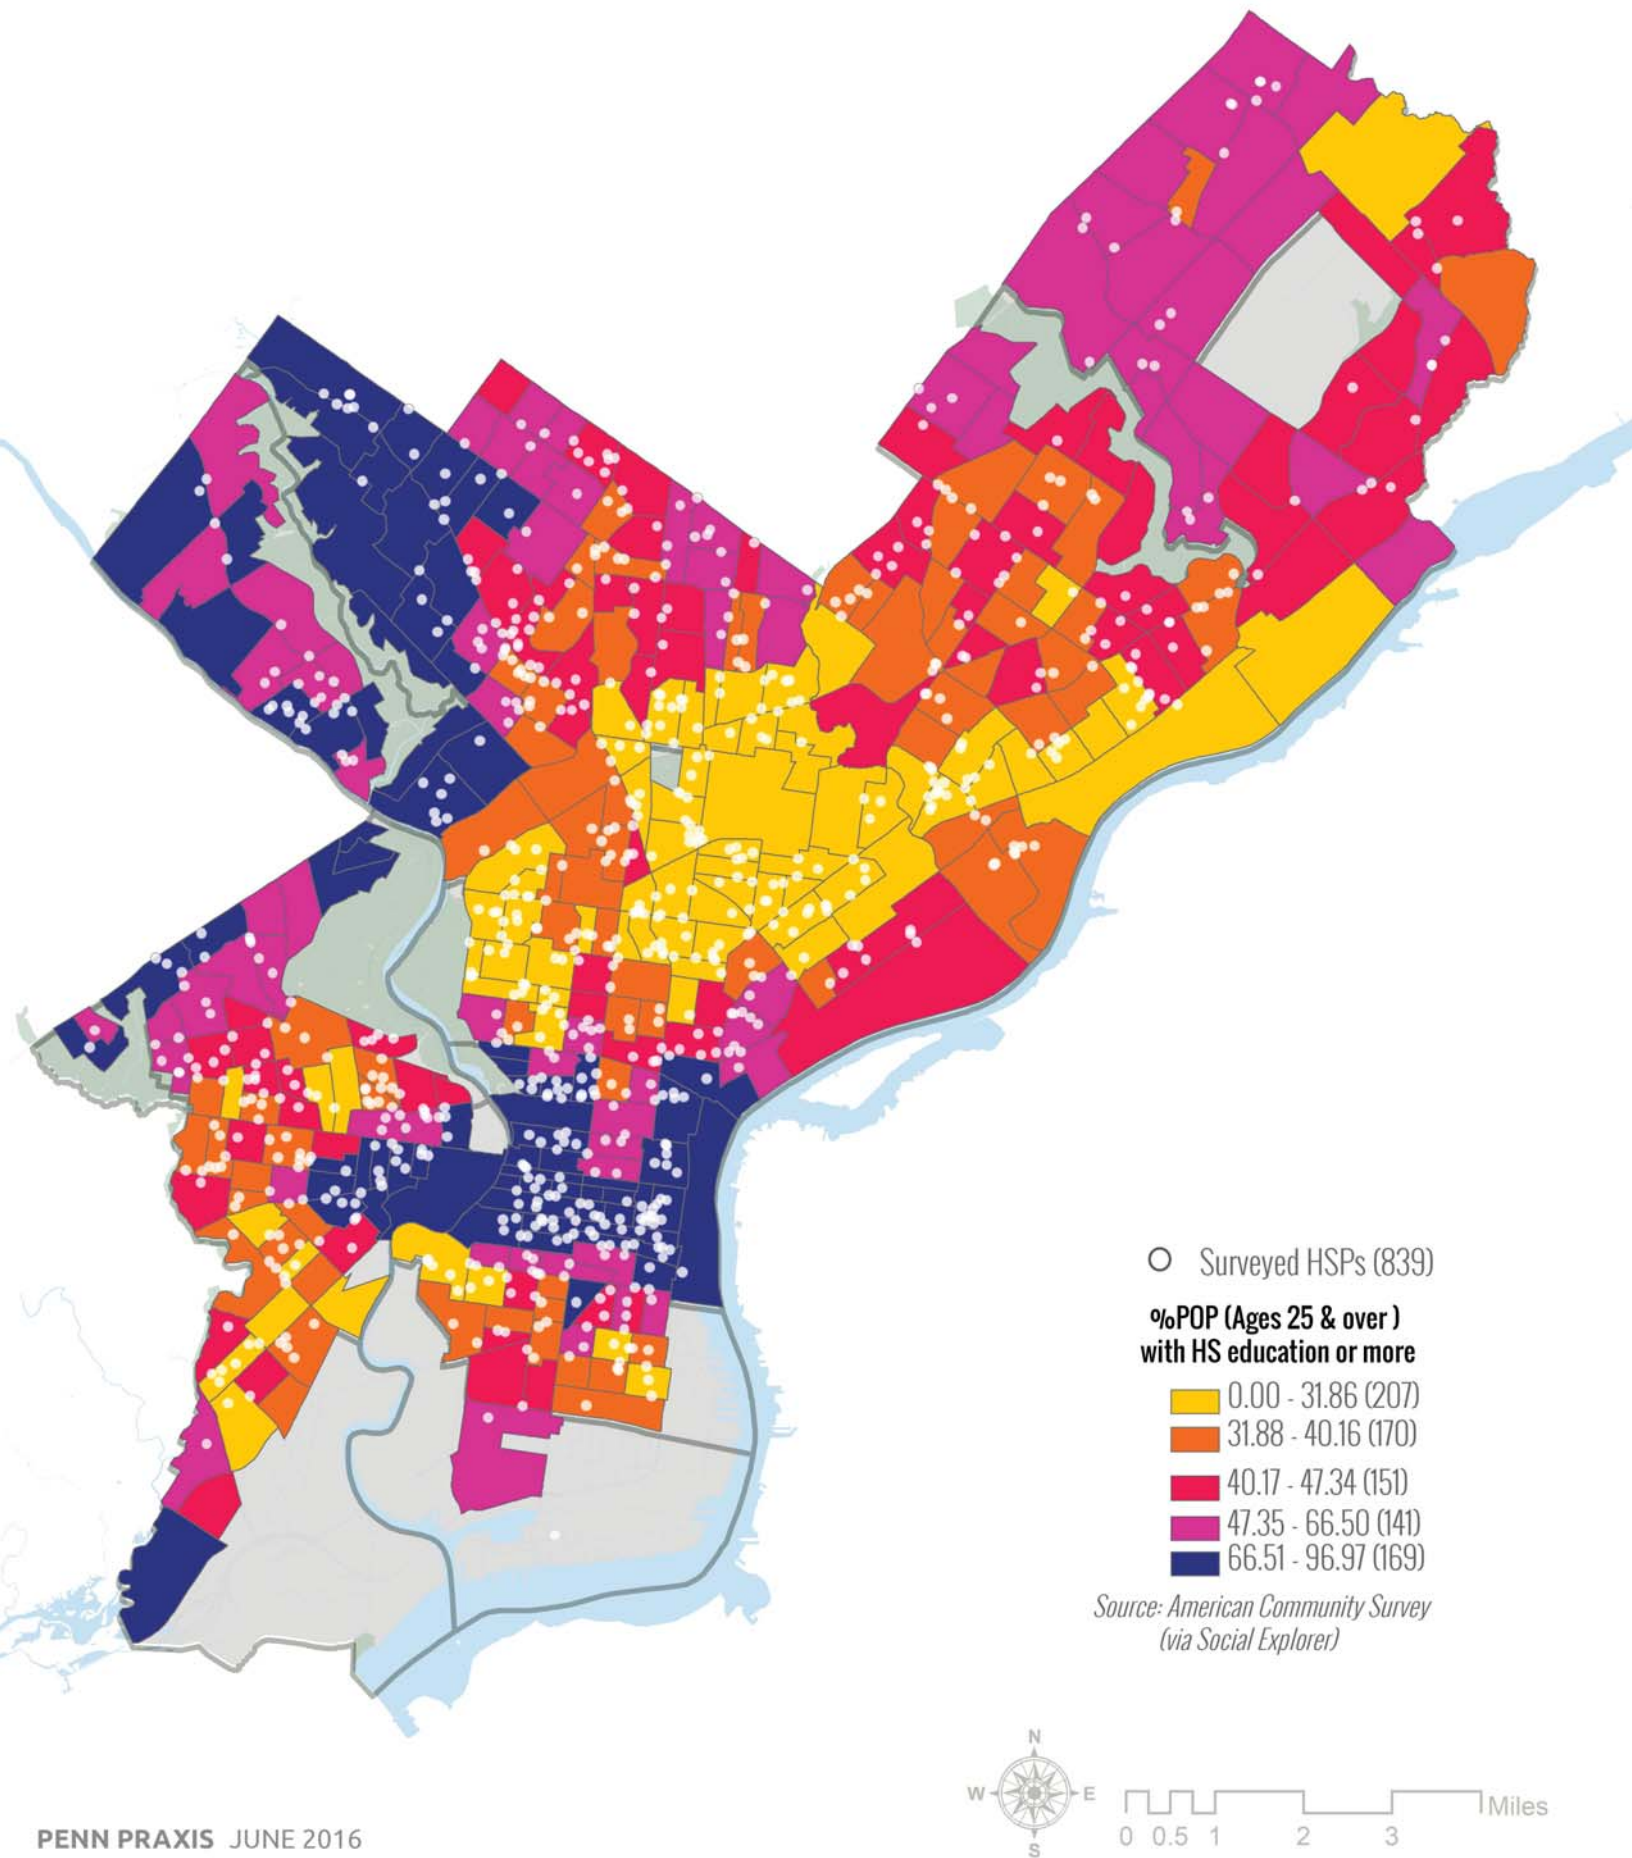 Surveyed HSPs (839)
%POP (Ages 25 & over )
with HS education or more
0.00 - 31.86 (207)
31.88 - 40.16 (170)
40.17 - 47.34 (151)
47.35 - 66.50 (141)
66.51 - 96.97 (169)
Source: American Community Survey
(via Social Explorer)
N
W E
S
Miles
0 0.5 1 2 3
PENN PRAXIS JUNE 2016